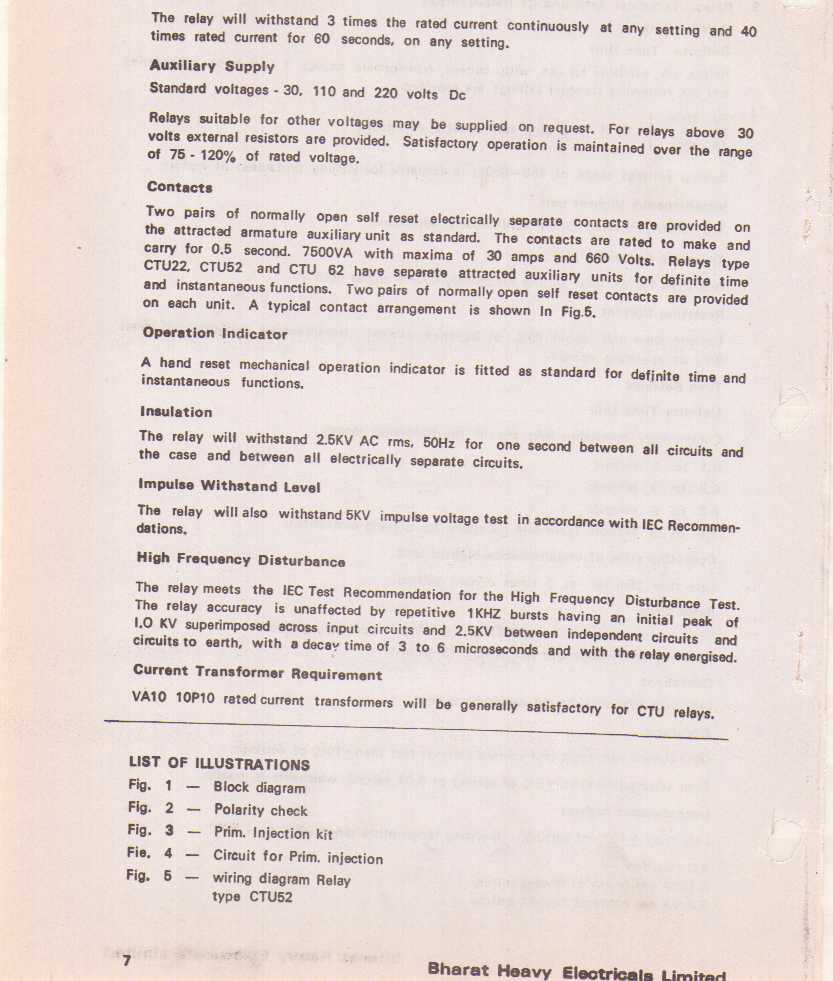 The relay will withstand 3 times the rated current continuously at any setting and 40
times rated current for 60 seconds, on any setting.
Auxiliary Supply
Standard voltages - 30, 110 and 220 volts Dc
Relays suitable for other voltages may be supplied on request. For relays above 30
volts external resistors are provided. Satisfactory operation is maintained over the range
of 75 - 120% of rated voltage.
Contacts
Two pairs of normally open self reset electrically separate contacts are provided on
the attracted armature auxiliary unit as standard. The contacts are rated to make and
carry for 0.5 second. 7500VA with maxima of 30 amps and 660 Volts. Relays type
CTU22, CTU52 and CTU 62 have separate attracted auxiliary units for definite time
and instantaneous functions. Two pairs of normally open self reset contacts are provided
on each unit. A typical contact arrangement is shown In Fig.5.
Operation Indicator
A hand reset mechanical operation indicator is fitted as standard for definite time and
instantaneous functions.
Insulation
The relay will withstand 2.5KV AC rms, 50Hz for one second between all circuits and
the case and between all electrically separate circuits.
Impulse Withstand Level
The relay will also withstand 5KV impulse voltage test in accordance with IEC Recommen-
dations.
High Frequency Disturbance
The relay meets the IEC Test Recommendation for the High Frequency Disturbance Test.
The relay accuracy is unaffected by repetitive 1KHZ bursts having an initial peak of
I.O KV superimposed across input circuits and 2.5KV between independent circuits and
circuits to earth, with a decay time of 3 to 6 microseconds and with the relay energised.
Current Transformer Requirement
VA10 10P10 rated current transformers will be generally satisfactory for CTU relays.
LIST OF ILLUSTRATIONS
Fig. 1 — Block diagram
Fig. 2 — Polarity check
Fig. 3 — Prim. Injection kit
Fie. 4 — Circuit for Prim. injection
Fig. 5 — wiring diagram Relay
type CTU52
7
Bharat Heavy Electricals Limited